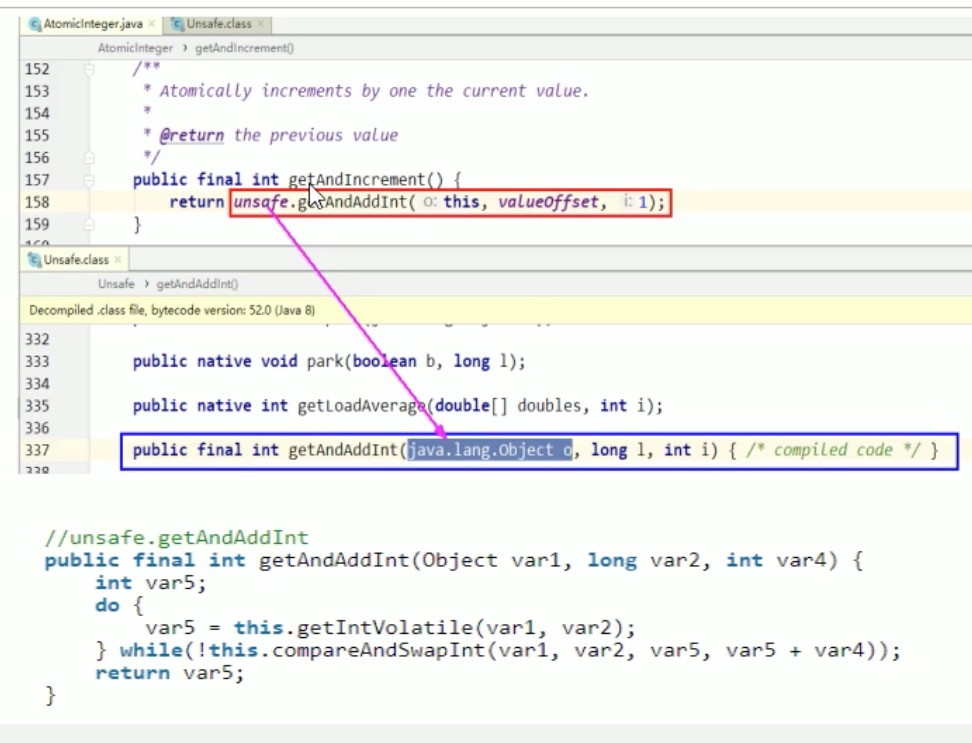 AtomicInteger.java × Unsafe.class ×
AtomicInteger › getAndIncrement()
152 /**
153 * Atomically increments by one the current value.
154 *
155 * @return the previous value
156 */
157 public final int getAndIncrement() {
158 return unsafe.getAndAddInt( o: this, valueOffset, i: 1);
159 }
160
Unsafe.class ×
Unsafe › getAndAddInt()
Decompiled .class file, bytecode version: 52.0 (Java 8)
332
333 public native void park(boolean b, long l);
334
335 public native int getLoadAverage(double[] doubles, int i);
336
337 public final int getAndAddInt(java.lang.Object o, long l, int i) { /* compiled code */ }
338
//unsafe.getAndAddInt
public final int getAndAddInt(Object var1, long var2, int var4) {
int var5;
do {
var5 = this.getIntVolatile(var1, var2);
} while(!this.compareAndSwapInt(var1, var2, var5, var5 + var4));
return var5;
}